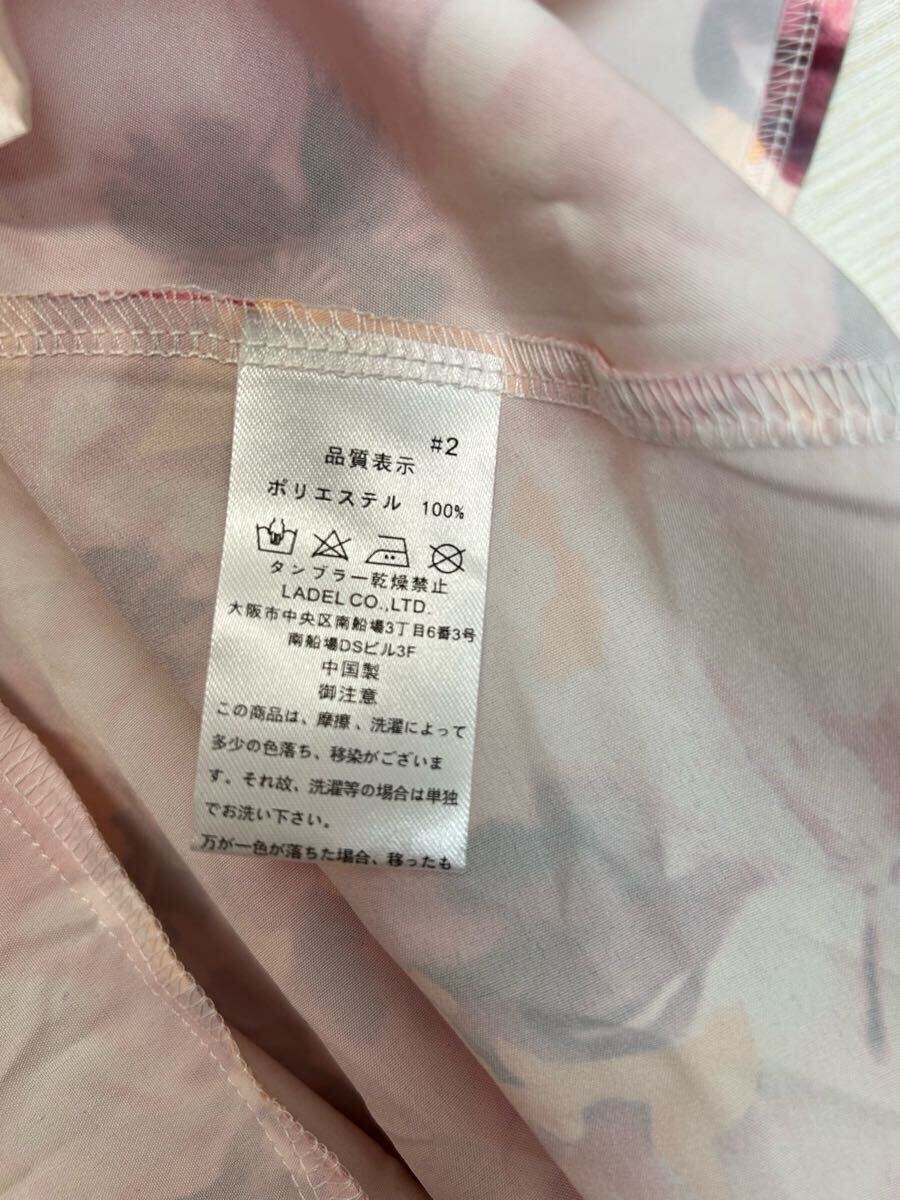 #2
品質表示
ポリエステル 100%
タンブラー乾燥禁止
LADEL CO.,LTD.
大阪市中央区南船場3丁目6番3号
南船場DSビル3F
中国製
御注意
この商品は、摩擦、洗濯によって
多少の色落ち、移染がございま
す。それ故、洗濯等の場合は単独
でお洗い下さい。
万が一色が落ちた場合、移ったも